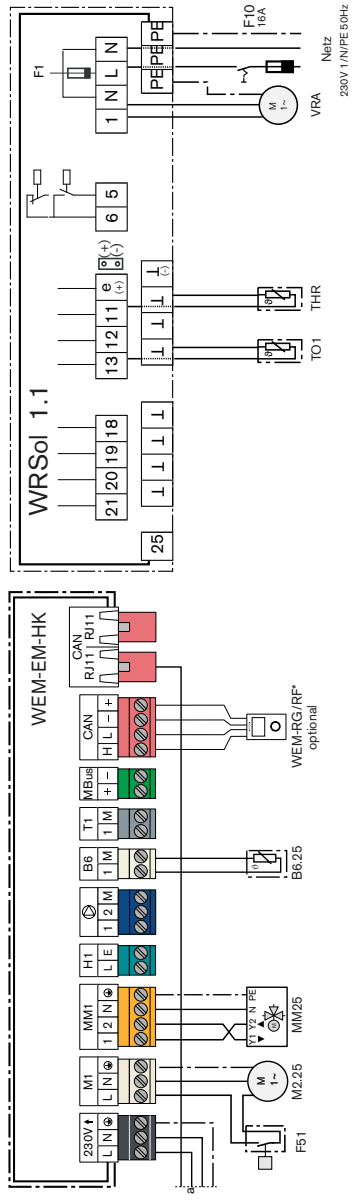 WRSol 1.1
F1
1 N L N PE PE PE
6 5
(+)
(-)
13 12 11 e
(+)
⊥ ⊥ ⊥ ⊥
(-)
21 20 19 18
⊥ ⊥ ⊥ ⊥
25
F10
16A
Netz
230V 1/N/PE 50Hz
M
1~
VRA
ϑ
THR
ϑ
TO1
WEM-EM-HK
230V
L N
M1
L N
MM1
1 2 N
H1
L E
1 2 M
B6
1 M
T1
1 M
MBus
+ −
CAN
H L − +
CAN
RJ11 RJ11
a
F51
M
1~
M2.25
Y1 Y2 N PE
MM25
ϑ
B6.25
WEM-RG/RF*
optional